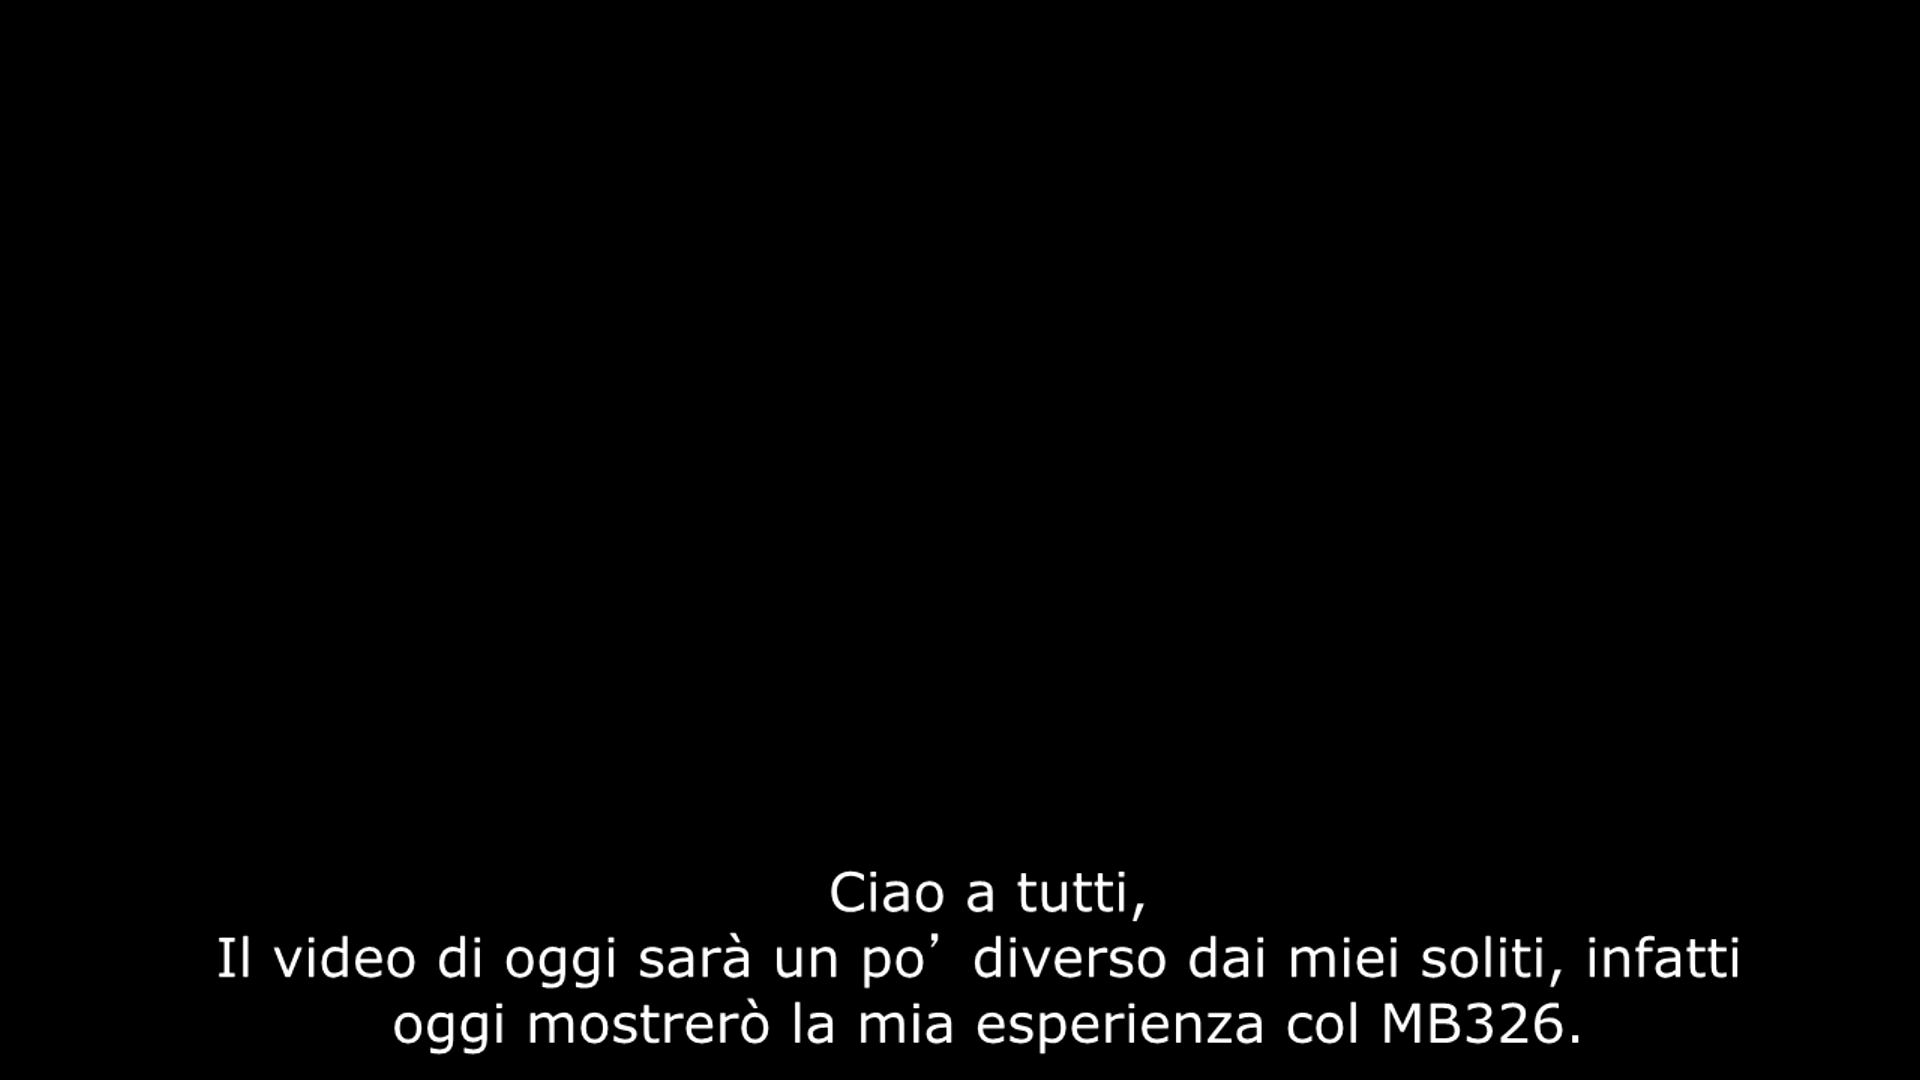 Ciao a tutti,
Il video di oggi sarà un po’ diverso dai miei soliti, infatti
oggi mostrerò la mia esperienza col MB326.